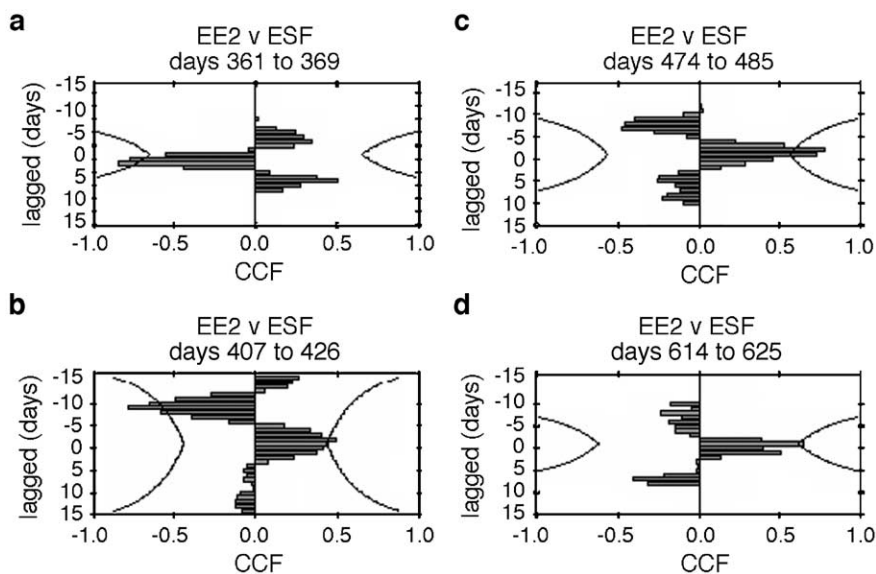 a
EE2 v ESF
days 361 to 369
lagged (days)
-15
-10
-5
0
5
10
15
-1.0 -0.5 0.0 0.5 1.0
CCF
b
EE2 v ESF
days 407 to 426
lagged (days)
-15
-10
-5
0
5
10
15
-1.0 -0.5 0.0 0.5 1.0
CCF
c
EE2 v ESF
days 474 to 485
lagged (days)
-15
-10
-5
0
5
10
15
-1.0 -0.5 0.0 0.5 1.0
CCF
d
EE2 v ESF
days 614 to 625
lagged (days)
-15
-10
-5
0
5
10
15
-1.0 -0.5 0.0 0.5 1.0
CCF